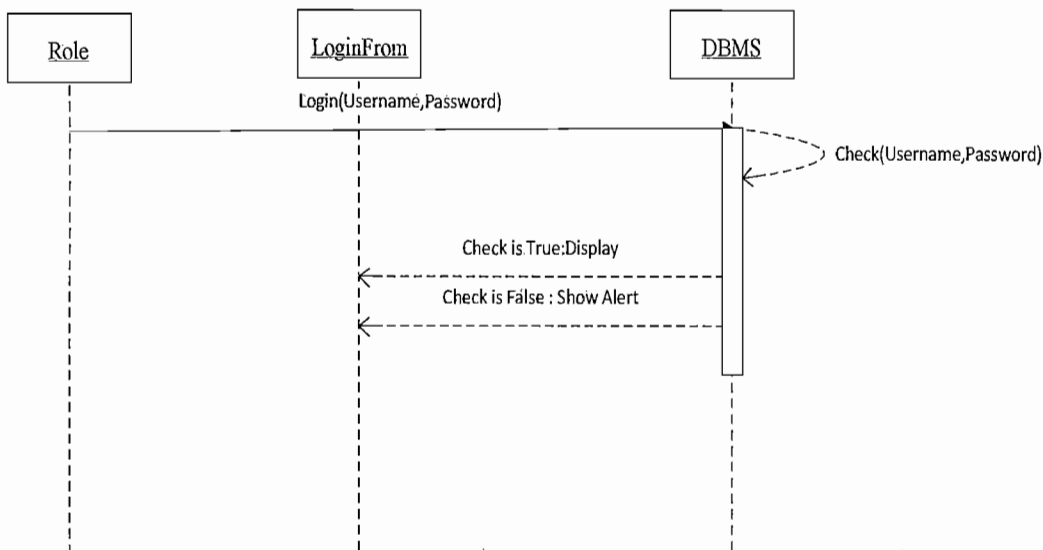 Role
LoginFrom
DBMS
Login(Username,Password)
Check(Username,Password)
Check is True:Display
Check is False : Show Alert